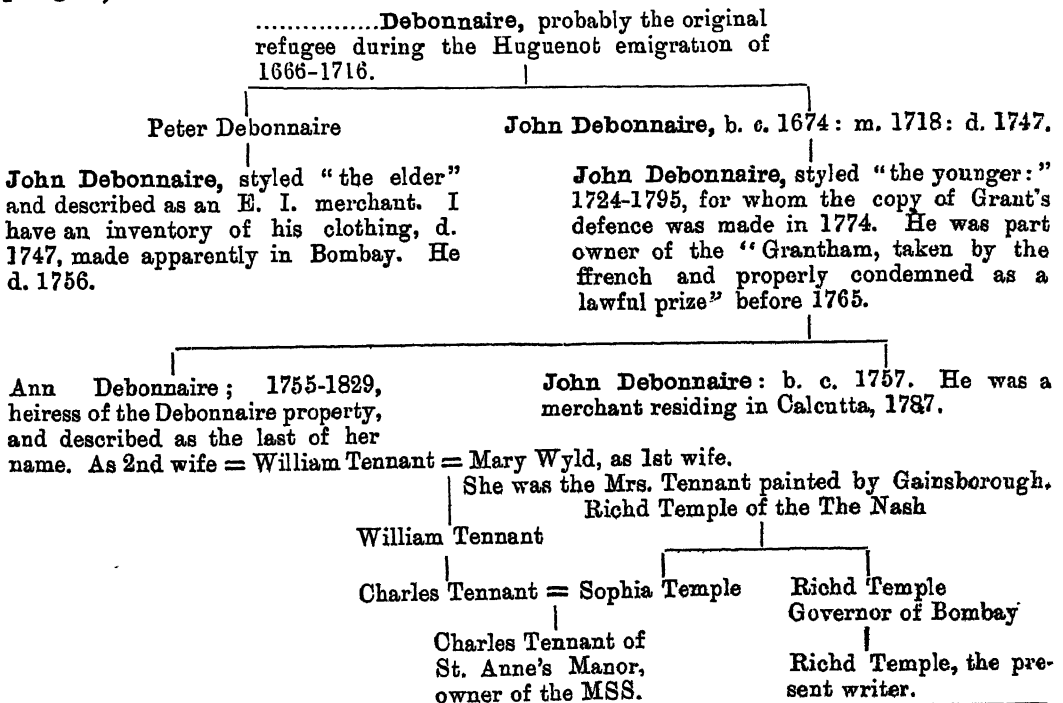 ...............Debonnaire, probably the original
refugee during the Huguenot emigration of
1666-1716.
Peter Debonnaire
John Debonnaire, b. c. 1674: m. 1718: d. 1747.
John Debonnaire, styled "the elder"
and described as an E. I. merchant. I
have an inventory of his clothing, d.
1747, made apparently in Bombay. He
d. 1756.
John Debonnaire, styled "the younger:"
1724-1795, for whom the copy of Grant's
defence was made in 1774. He was part
owner of the "Grantham, taken by the
ffrench and properly condemned as a
lawful prize" before 1765.
Ann Debonnaire; 1755-1829,
heiress of the Debonnaire property,
and described as the last of her
name. As 2nd wife = William Tennant = Mary Wyld, as 1st wife.
John Debonnaire: b. c. 1757. He was a
merchant residing in Calcutta, 1787.
She was the Mrs. Tennant painted by Gainsborough.
Richd Temple of the The Nash
William Tennant
Charles Tennant = Sophia Temple
Richd Temple
Governor of Bombay
Charles Tennant of
St. Anne's Manor,
owner of the MSS.
Richd Temple, the pre-
sent writer.